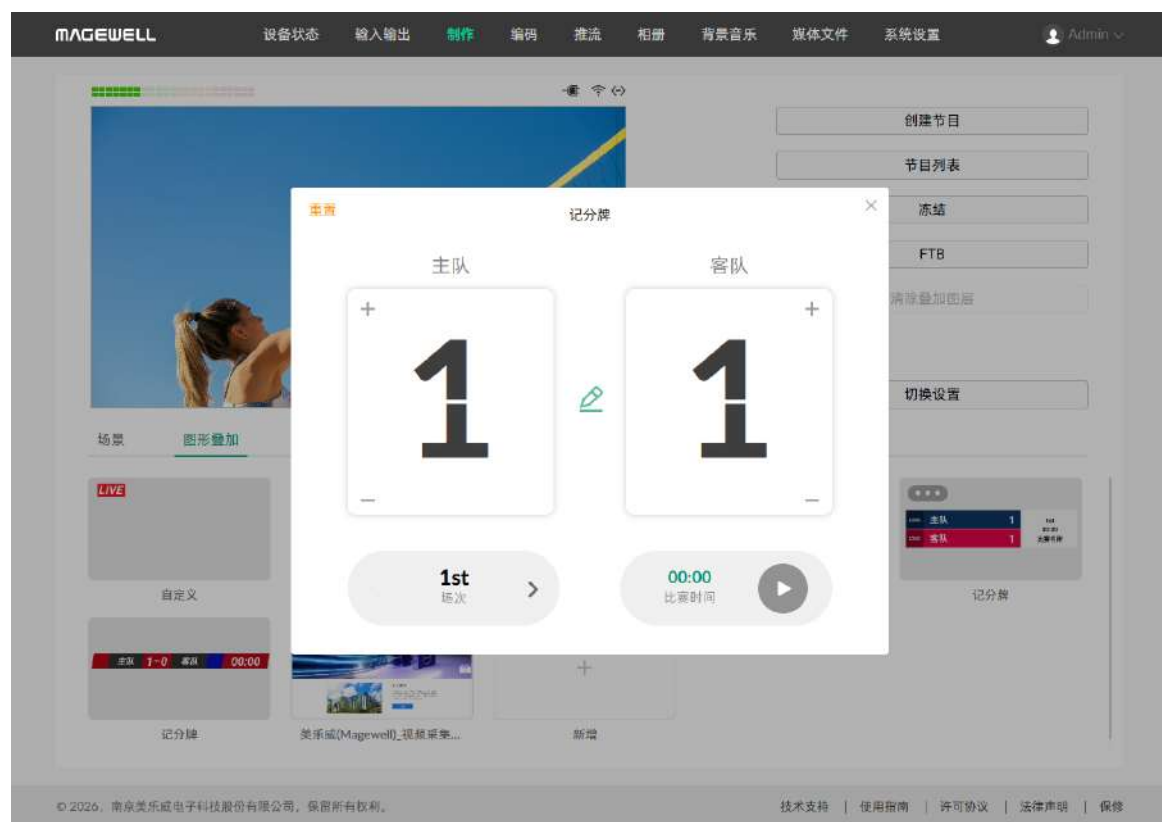 MAGEWELL 设备状态 输入输出 制作 编码 推流 相册 背景音乐 媒体文件 系统设置 Admin
创建节目
节目列表
冻结
FTB
清除叠加图层
切换设置
重置 记分牌
主队 客队
+ +
1 1
− −
1st
场次
00:00
比赛时间
场景 图形叠加
LIVE
自定义
主队 1
客队 1
1st
00:00
比赛名称
记分牌
主队 1-0 客队 00:00
记分牌
美乐威(Magewell)_视频采集...
+
新增
© 2026，南京美乐威电子科技股份有限公司，保留所有权利。 技术支持 | 使用指南 | 许可协议 | 法律声明 | 保修